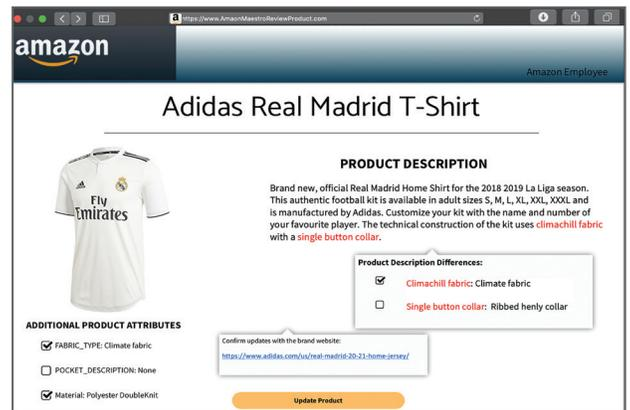 a https://www.AmaonMaestroReviewProduct.com
amazon
Amazon Employee
Adidas Real Madrid T-Shirt
Fly
Emirates
PRODUCT DESCRIPTION
Brand new, official Real Madrid Home Shirt for the 2018 2019 La Liga season.
This authentic football kit is available in adult sizes S, M, L, XL, XXL, XXXL and
is manufactured by Adidas. Customize your kit with the name and number of
your favourite player. The technical construction of the kit uses climachill fabric
with a single button collar.
Product Description Differences:
Climachill fabric: Climate fabric
Single button collar: Ribbed henly collar
ADDITIONAL PRODUCT ATTRIBUTES
FABRIC_TYPE: Climate fabric
POCKET_DESCRIPTION: None
Material: Polyester DoubleKnit
Confirm updates with the brand website:
https://www.adidas.com/us/real-madrid-20-21-home-jersey/
Update Product